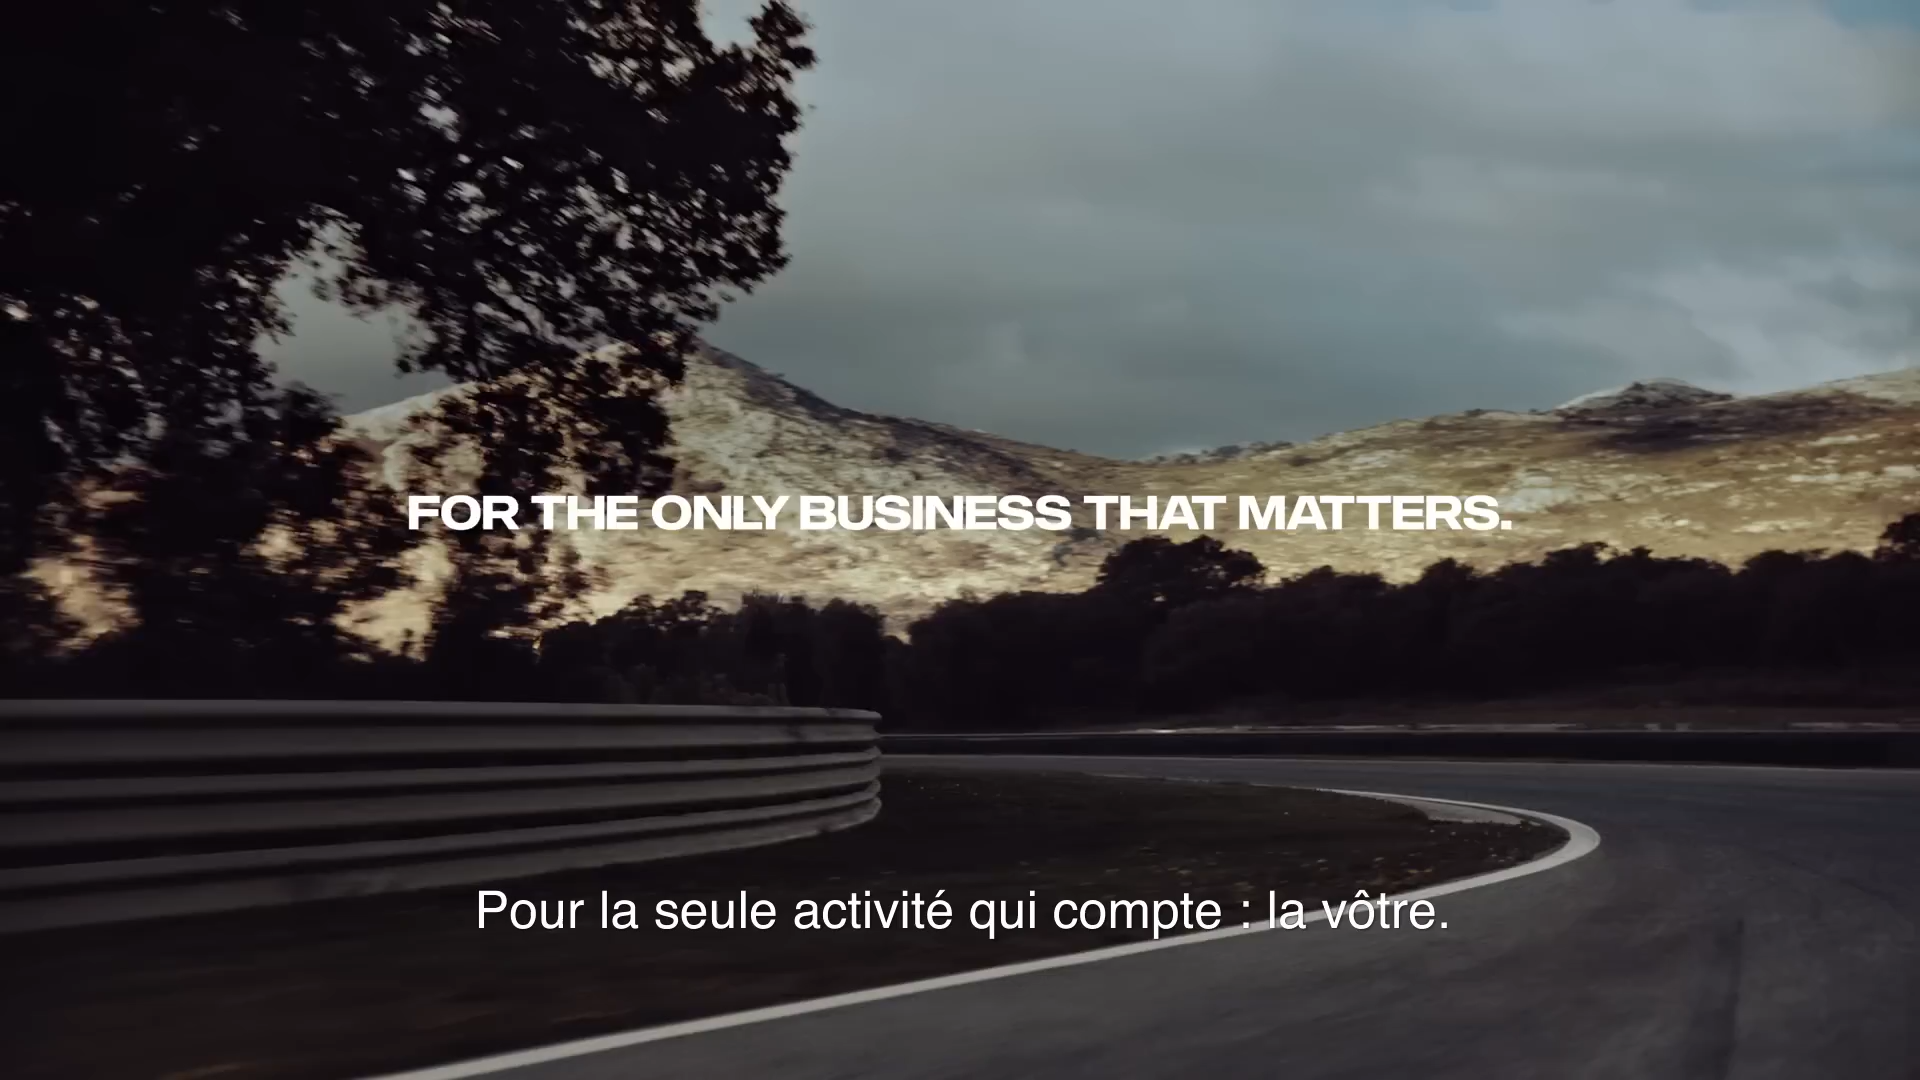 FOR THE ONLY BUSINESS THAT MATTERS.
Pour la seule activité qui compte : la vôtre.